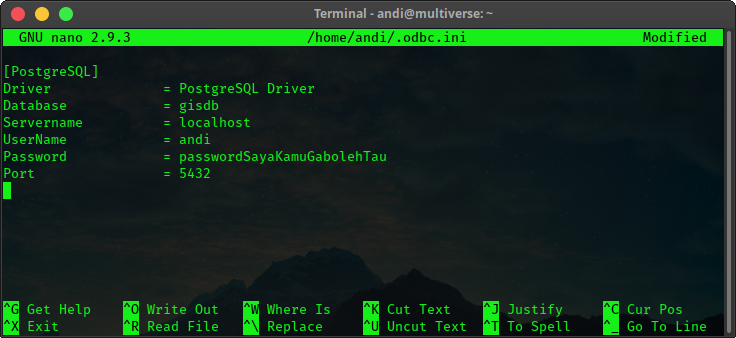 Terminal - andi@multiverse: ~
GNU nano 2.9.3 /home/andi/.odbc.ini Modified
[PostgreSQL]
Driver = PostgreSQL Driver
Database = gisdb
Servername = localhost
UserName = andi
Password = passwordSayaKamuGabolehTau
Port = 5432
^G Get Help ^O Write Out ^W Where Is ^K Cut Text ^J Justify ^C Cur Pos
^X Exit ^R Read File ^\ Replace ^U Uncut Text ^T To Spell ^_ Go To Line